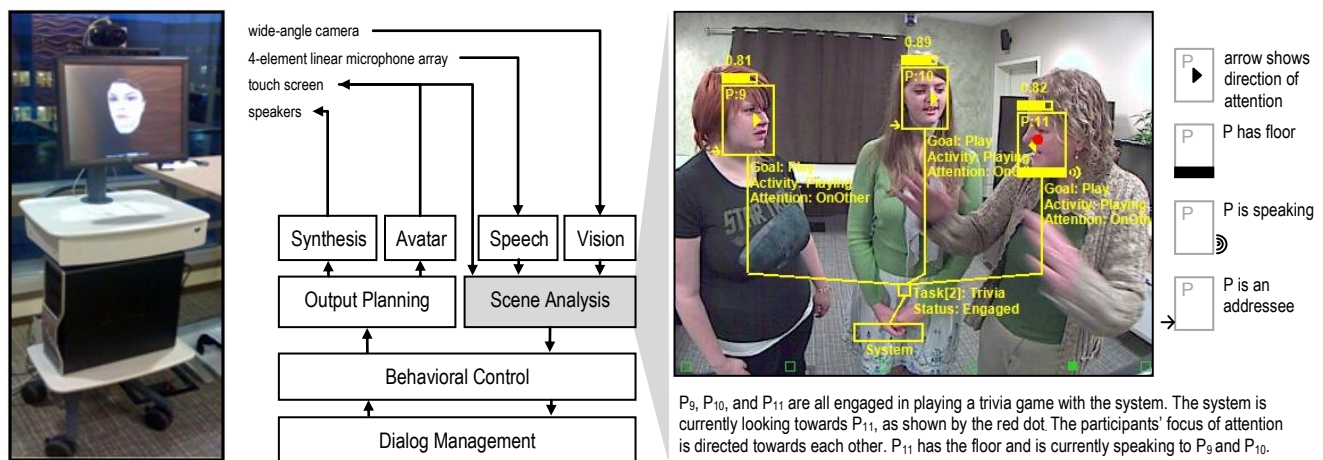 wide-angle camera
4-element linear microphone array
touch screen
speakers
Synthesis
Avatar
Speech
Vision
Output Planning
Scene Analysis
Behavioral Control
Dialog Management
0.81
P:9
0.89
P:10
0.82
P:11
Goal: Play
Activity: Playing
Attention: OnOther
Goal: Play
Activity: Playing
Attention: OnO
Goal: Play
Activity: Playing
Attention: OnOth
Task[2]: Trivia
Status: Engaged
System
P
arrow shows
direction of
attention
P
P has floor
P
P is speaking
P
P is an
addressee
P₉, P₁₀, and P₁₁ are all engaged in playing a trivia game with the system. The system is
currently looking towards P₁₁, as shown by the red dot. The participants’ focus of attention
is directed towards each other. P₁₁ has the floor and is currently speaking to P₉ and P₁₀.